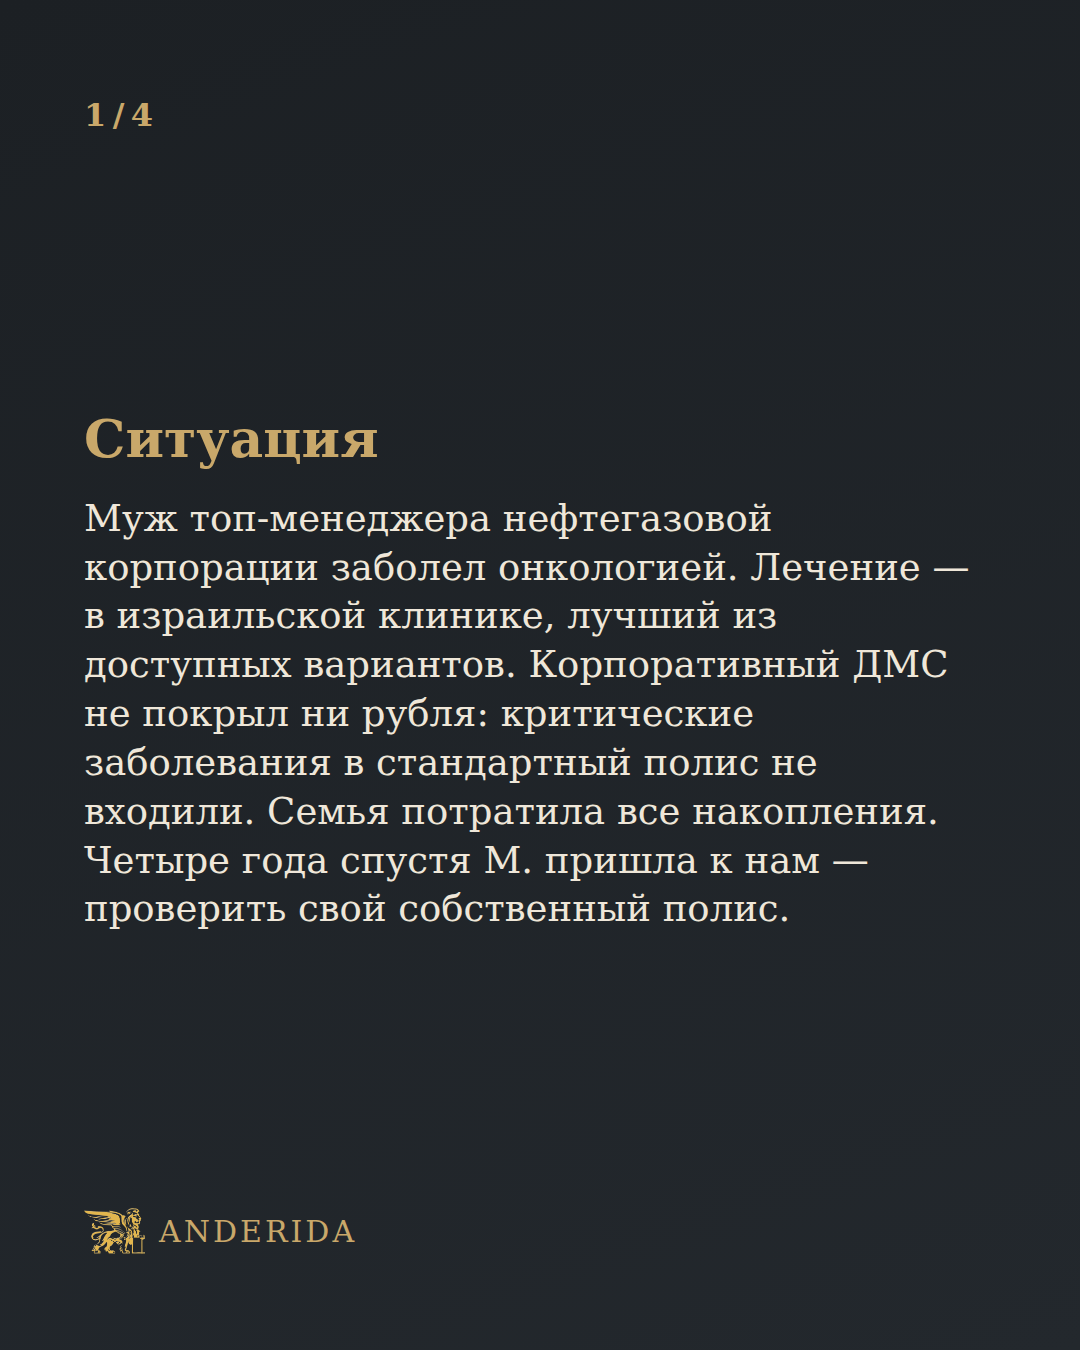 1/4
Ситуация
Муж топ-менеджера нефтегазовой
корпорации заболел онкологией. Лечение —
в израильской клинике, лучший из
доступных вариантов. Корпоративный ДМС
не покрыл ни рубля: критические
заболевания в стандартный полис не
входили. Семья потратила все накопления.
Четыре года спустя М. пришла к нам —
проверить свой собственный полис.
ANDERIDA